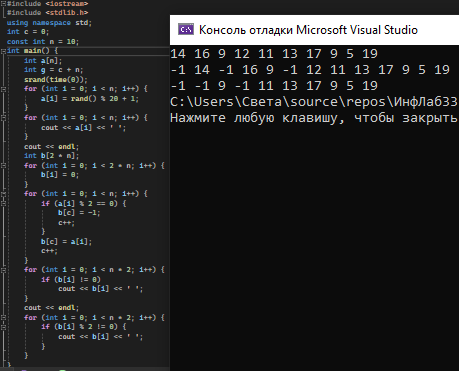 #include <iostream>
#include <stdlib.h>
using namespace std;
int c = 0;
const int n = 10;
int main() {
int a[n];
int g = c + n;
srand(time(0));
for (int i = 0; i < n; i++) {
a[i] = rand() % 20 + 1;
}
for (int i = 0; i < n; i++) {
cout << a[i] << ' ';
}
cout << endl;
int b[2 * n];
for (int i = 0; i < 2 * n; i++) {
b[i] = 0;
}
for (int i = 0; i < n; i++) {
if (a[i] % 2 == 0) {
b[c] = -1;
c++;
}
b[c] = a[i];
c++;
}
for (int i = 0; i < n * 2; i++) {
if (b[i] != 0)
cout << b[i] << ' ';
}
cout << endl;
for (int i = 0; i < n * 2; i++) {
if (b[i] % 2 != 0) {
cout << b[i] << ' ';
}
}
}
Консоль отладки Microsoft Visual Studio
14 16 9 12 11 13 17 9 5 19
-1 14 -1 16 9 -1 12 11 13 17 9 5 19
-1 -1 9 -1 11 13 17 9 5 19
C:\Users\Света\source\repos\ИнфЛаб33
Нажмите любую клавишу, чтобы закрыть